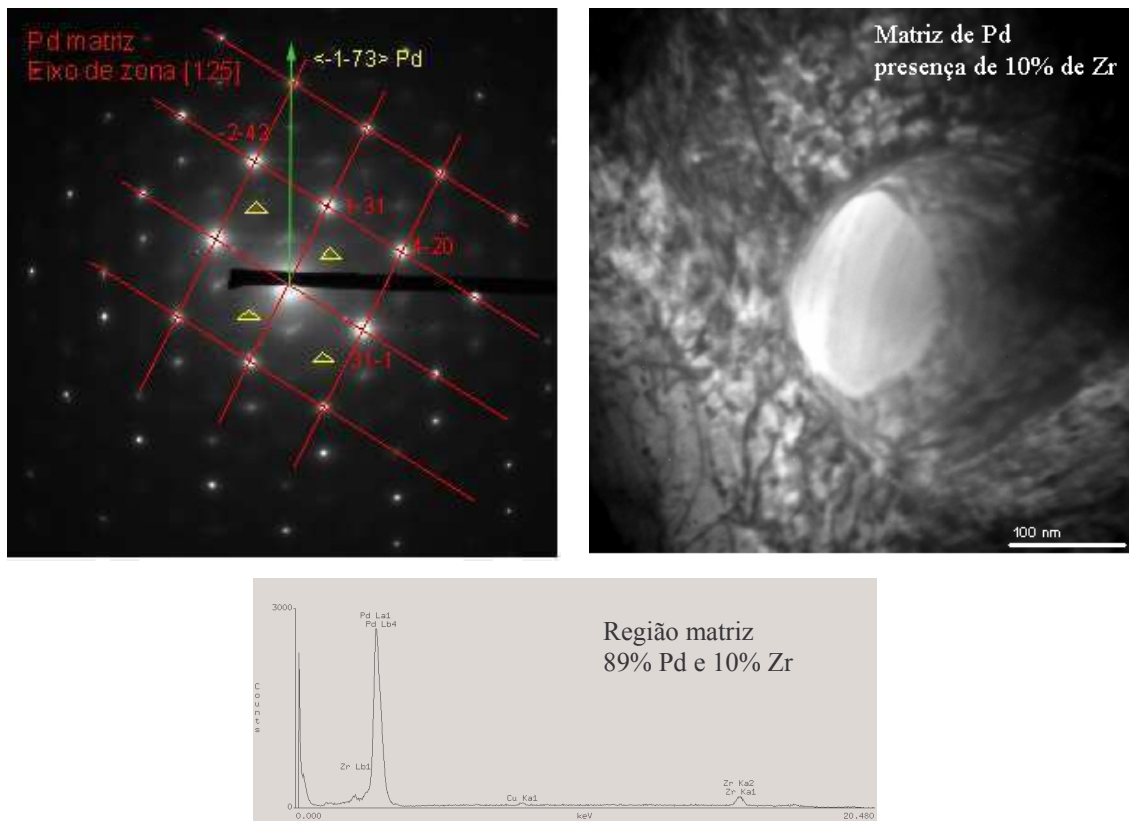 Pd matriz
Eixo de zona [125]
<-1-73> Pd
-2-43
1-31
4-20
31-1
Matriz de Pd
presença de 10% de Zr
100 nm
3000
Counts
0
Pd La1
Pd Lb4
Zr Lb1
Cu Ka1
Zr Ka2
Zr Ka1
0.000
keV
20.480
Região matriz
89% Pd e 10% Zr